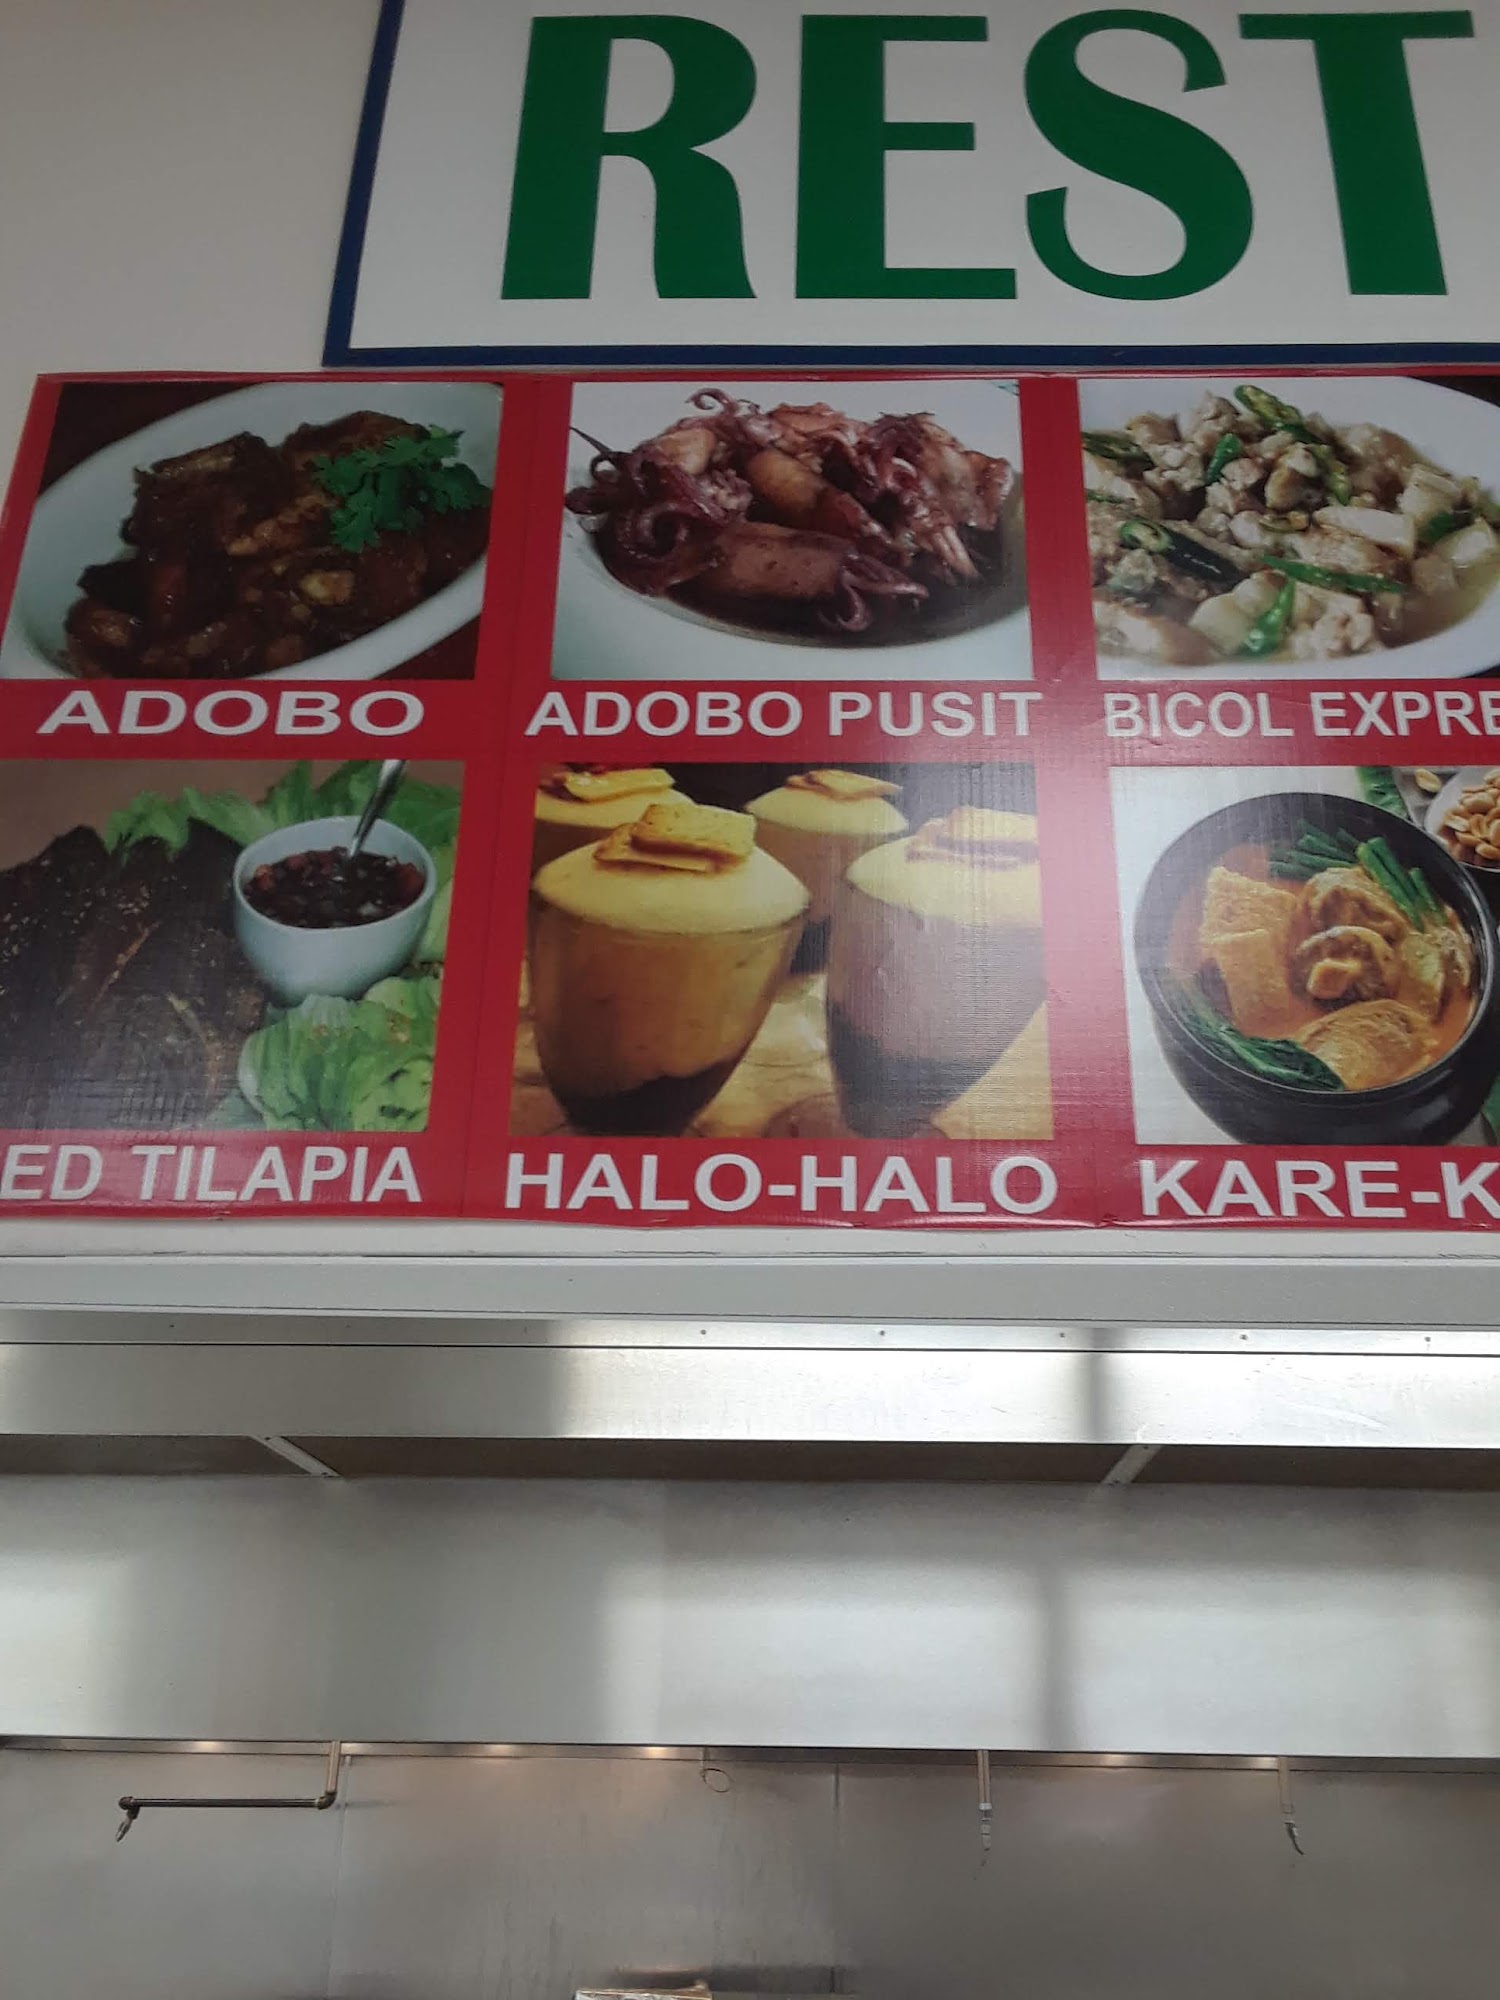 REST
ADOBO
ADOBO PUSIT
BICOL EXPRE
ED TILAPIA
HALO-HALO
KARE-K